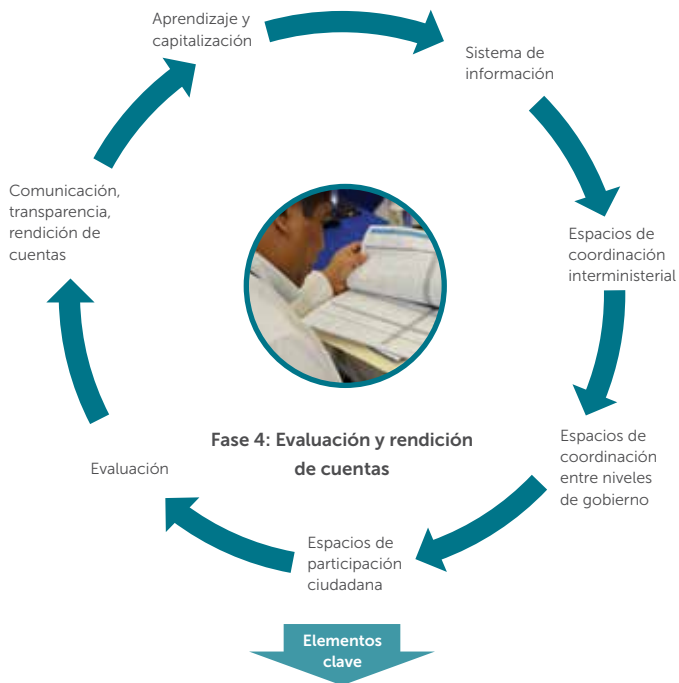 Aprendizaje y
capitalización
Sistema de
información
Espacios de
coordinación
interministerial
Espacios de
coordinación
entre niveles
de gobierno
Espacios de
participación
ciudadana
Evaluación
Comunicación,
transparencia,
rendición de
cuentas
Fase 4: Evaluación y rendición
de cuentas
Elementos
clave